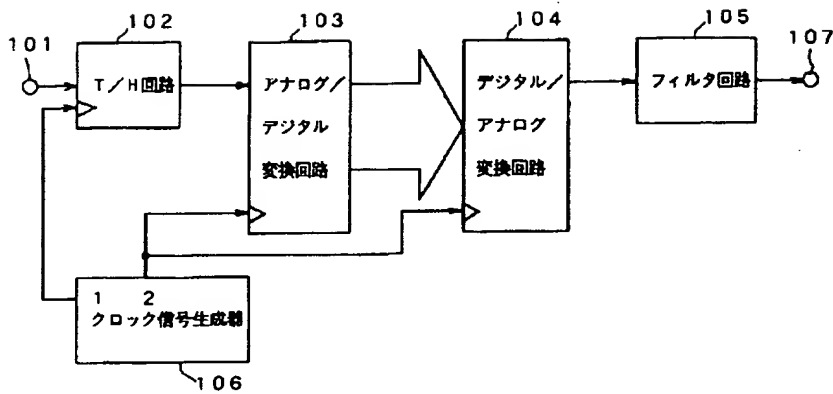 101
102
103
104
105
107
T/H回路
アナログ/
デジタル
変換回路
デジタル/
アナログ
変換回路
フィルタ回路
1 2
クロック信号生成器
106